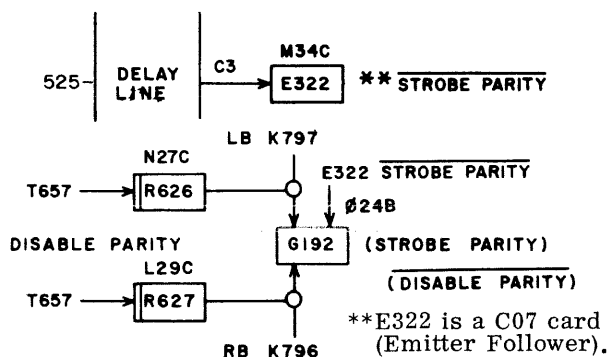 M34C
525- DELAY LINE C3 E322 ** STROBE PARITY
LB K797
N27C
E322 STROBE PARITY
T657 R626
Ø24B
DISABLE PARITY G192 (STROBE PARITY)
L29C
(DISABLE PARITY)
T657 R627
**E322 is a C07 card
(Emitter Follower).
RB K796